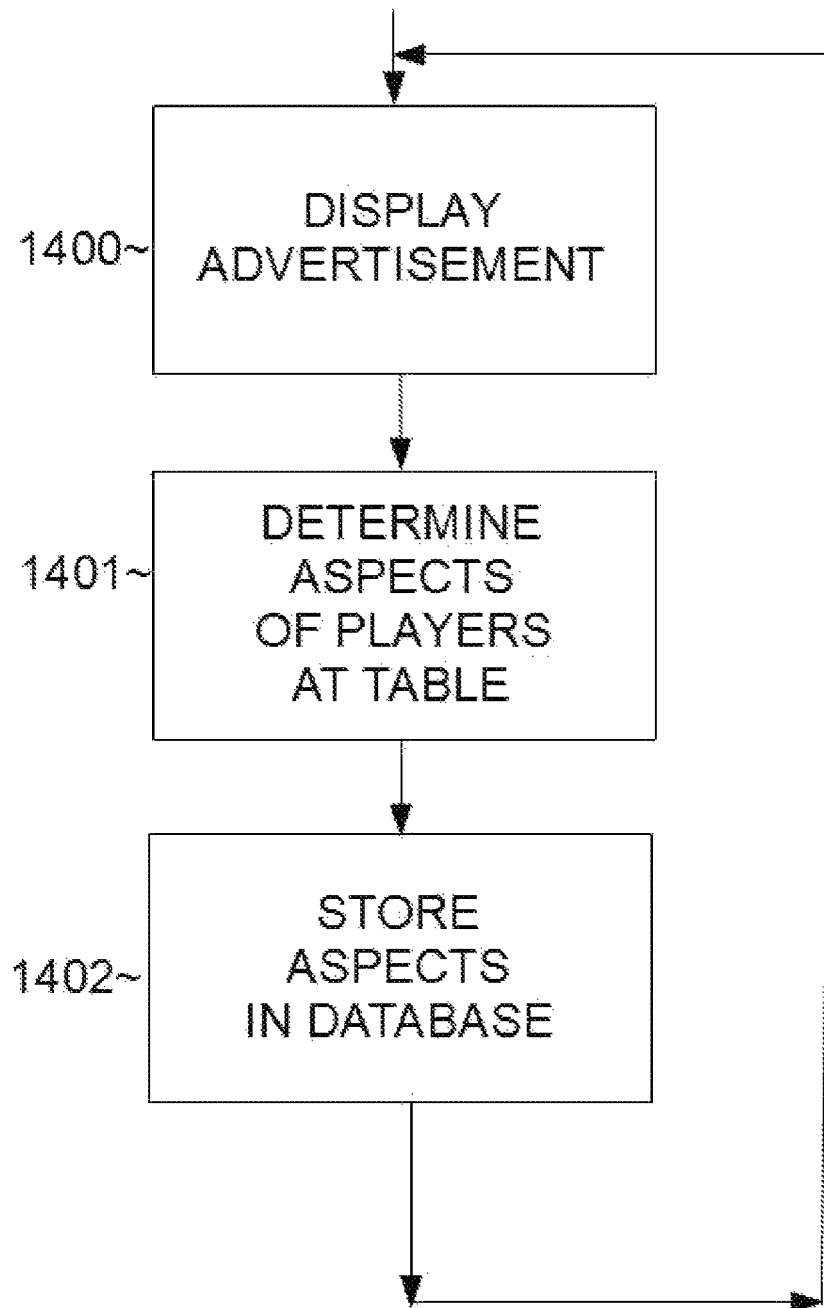 1400~
DISPLAY
ADVERTISEMENT
1401~
DETERMINE
ASPECTS
OF PLAYERS
AT TABLE
1402~
STORE
ASPECTS
IN DATABASE